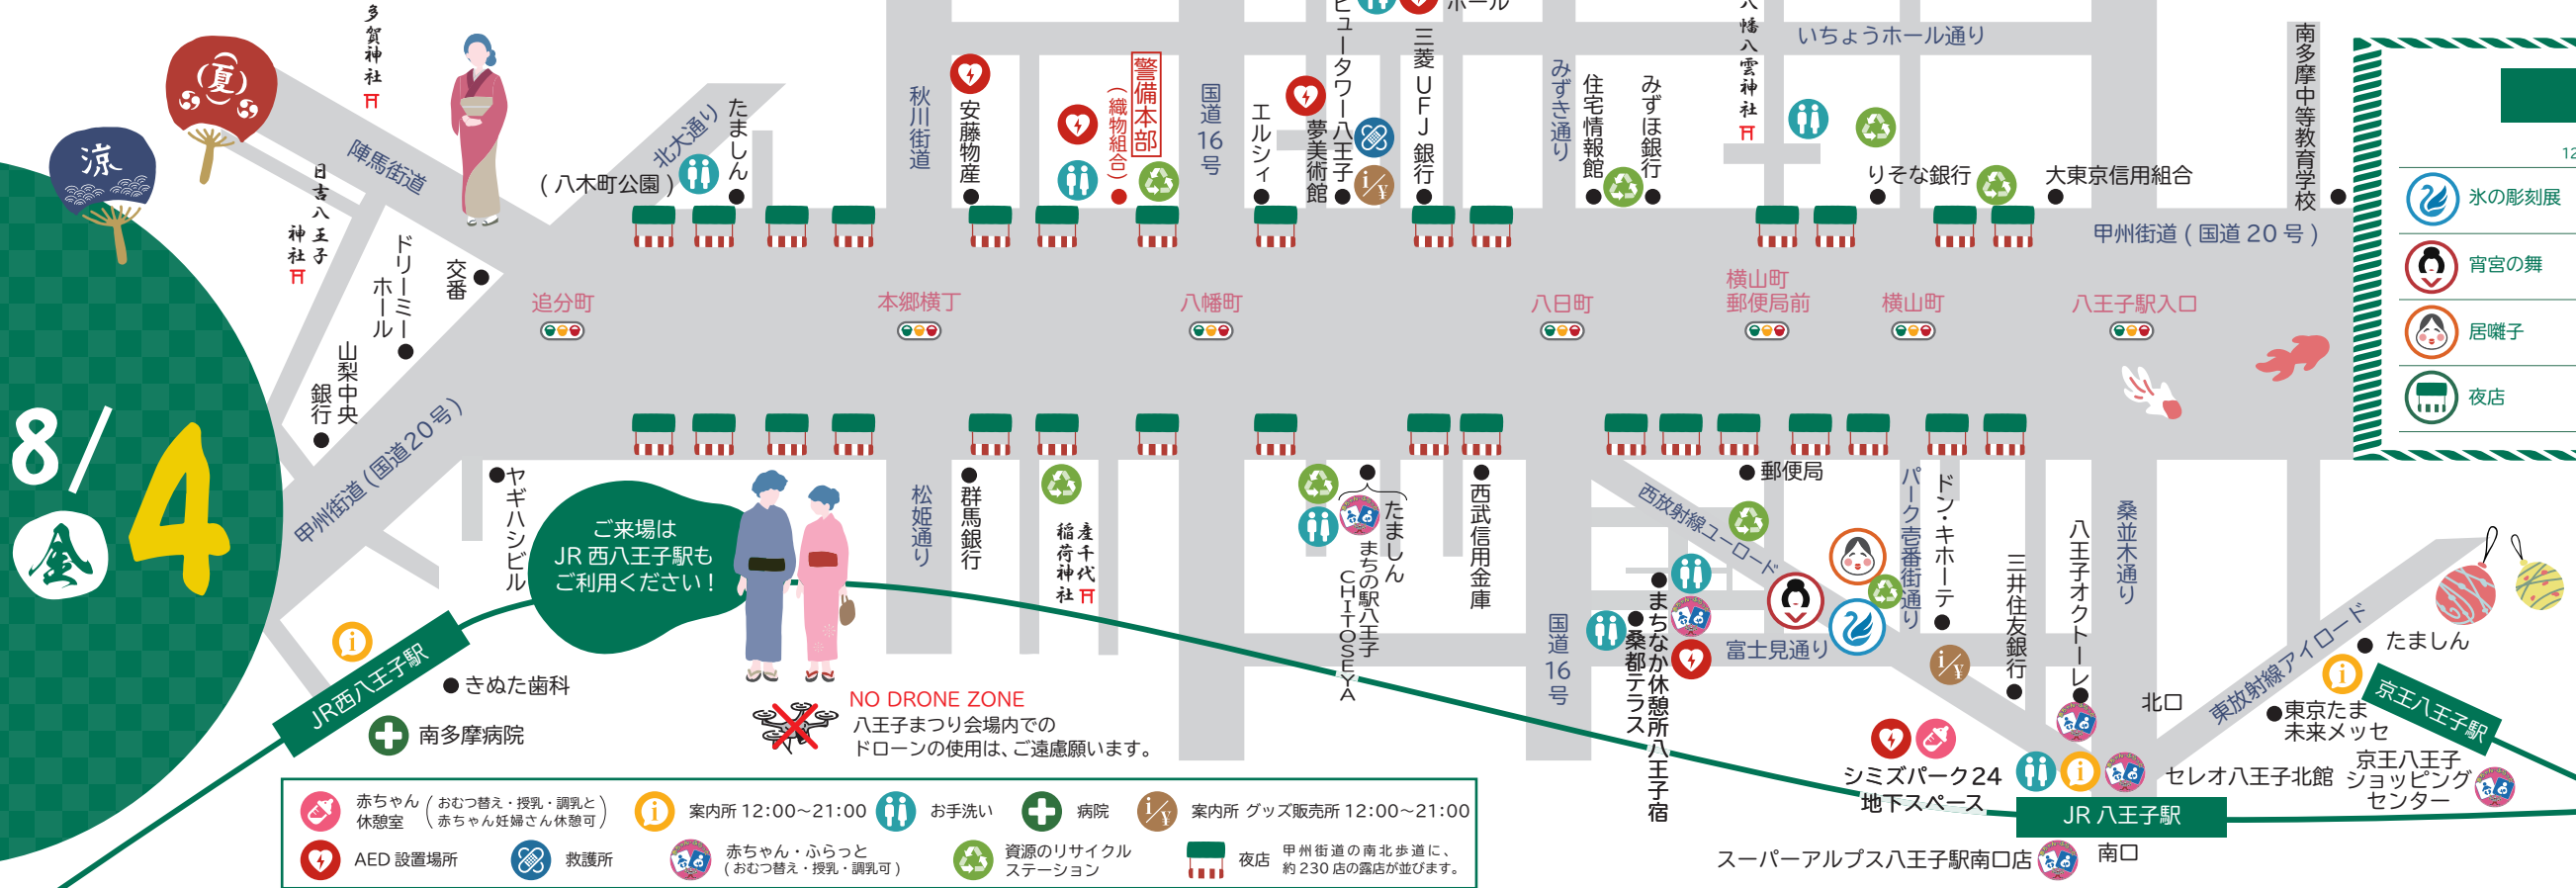 多賀神社
夏
涼
陣馬街道
日吉八王子
神社
ドリーミー
ホール
交番
山梨中央
銀行
甲州街道(国道20号)
8/4
金
北大通り
(八木町公園)
たましん
秋川街道
安藤物産
警備本部
(織物組合)
国道
16
号
エルシィ
ビュータワー八王子
夢美術館
ホール
三菱UFJ銀行
みずき通り
住宅情報館
みずほ銀行
八幡八雲神社
いちょうホール通り
りそな銀行
大東京信用組合
南多摩中等教育学校
甲州街道(国道20号)
追分町
本郷横丁
八幡町
八日町
横山町
郵便局前
横山町
八王子駅入口
12
氷の彫刻展
宵宮の舞
居囃子
夜店
ヤギハシビル
ご来場は
JR西八王子駅も
ご利用ください!
松姫通り
群馬銀行
産千代
稲荷神社
たましん
まちの駅八王子
CHITOSEYA
西武信用金庫
国道
16
号
郵便局
西放射線ユーロード
パーク壱番街通り
ドン・キホーテ
三井住友銀行
八王子オクトーレ
桑並木通り
富士見通り
まちなか休憩所八王子宿
桑都テラス
JR西八王子駅
きぬた歯科
南多摩病院
NO DRONE ZONE
八王子まつり会場内での
ドローンの使用は、ご遠慮願います。
シミズパーク24
地下スペース
北口
東放射線アイロード
たましん
東京たま
未来メッセ
京王八王子駅
セレオ八王子北館
京王八王子
ショッピング
センター
JR 八王子駅
スーパーアルプス八王子駅南口店
南口
赤ちゃん
休憩室
(おむつ替え・授乳・調乳と
赤ちゃん妊婦さん休憩可)
案内所 12:00〜21:00
お手洗い
病院
案内所 グッズ販売所 12:00〜21:00
AED 設置場所
救護所
赤ちゃん・ふらっと
(おむつ替え・授乳・調乳可)
資源のリサイクル
ステーション
夜店
甲州街道の南北歩道に、
約230店の露店が並びます。